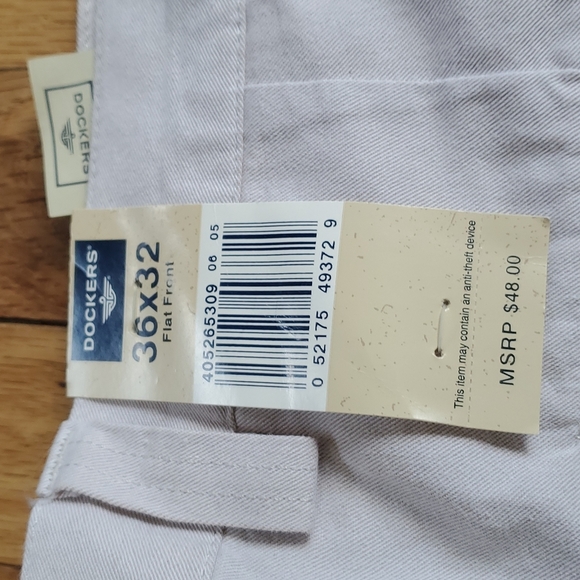 DOCKERS
DOCKERS®
36X32
Flat Front
405265309 06 05
0 52175 49372 9
This item may contain an anti-theft device
MSRP $48.00